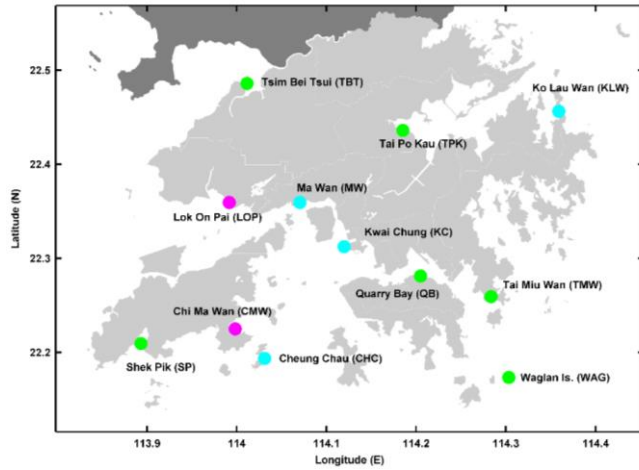 22.5
22.4
22.3
22.2
Latitude (N)
Tsim Bei Tsui (TBT)
Ko Lau Wan (KLW)
Tai Po Kau (TPK)
Ma Wan (MW)
Lok On Pai (LOP)
Kwai Chung (KC)
Tai Miu Wan (TMW)
Quarry Bay (QB)
Chi Ma Wan (CMW)
Shek Pik (SP)
Cheung Chau (CHC)
Waglan Is. (WAG)
113.9 114 114.1 114.2 114.3 114.4
Longitude (E)